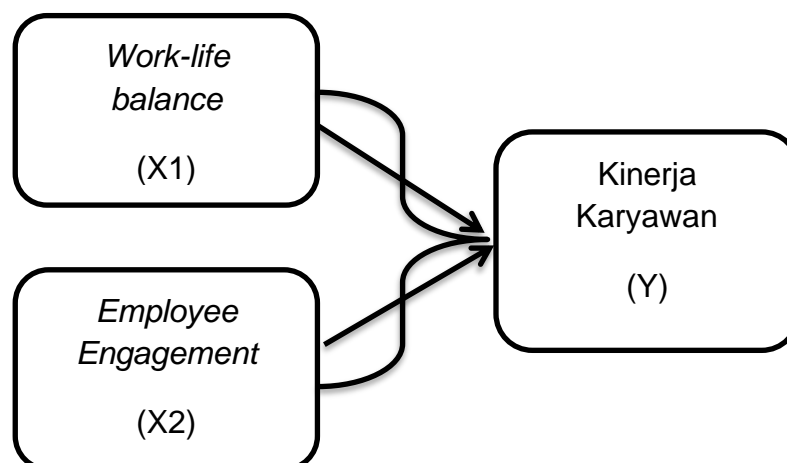 Work-life
balance
(X1)
Employee
Engagement
(X2)
Kinerja
Karyawan
(Y)